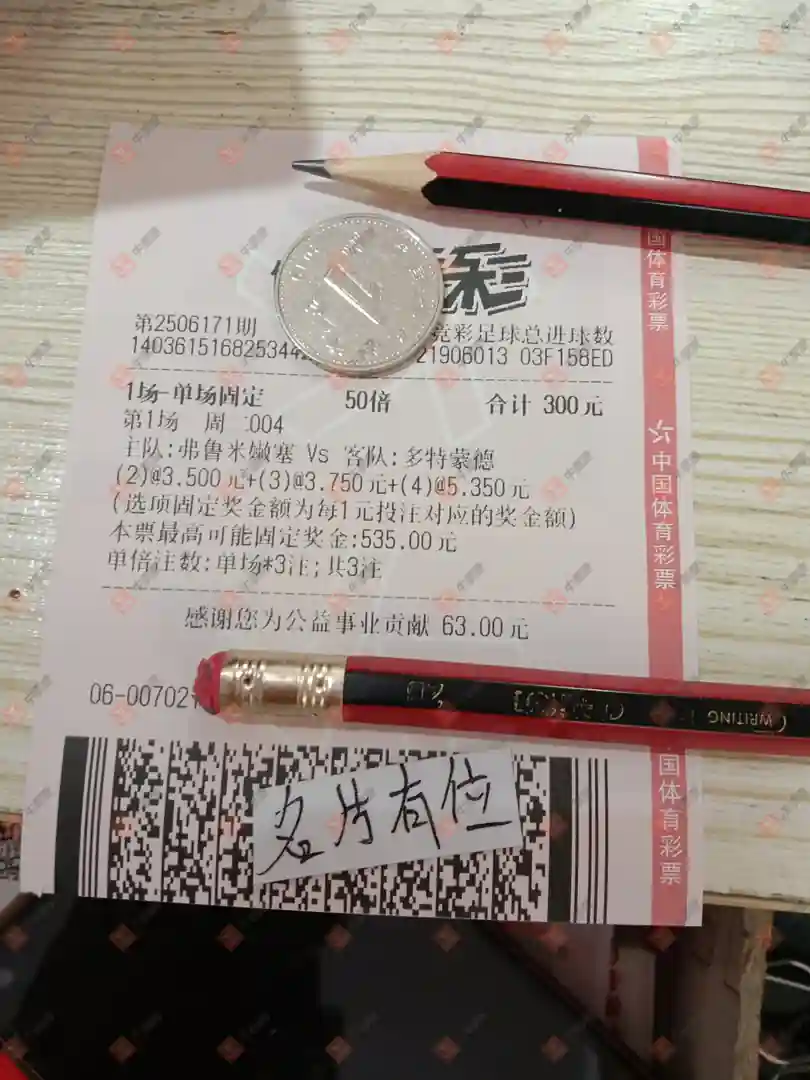 彩
第2506171期 竞彩足球总进球数
1403615168253442 21906013 03F158ED
1场-单场固定 50倍 合计 300元
第1场 周二004
主队:弗鲁米嫩塞 Vs 客队:多特蒙德
(2)@3.500元+(3)@3.750元+(4)@5.350元
(选项固定奖金额为每1元投注对应的奖金额)
本票最高可能固定奖金:535.00元
单倍注数:单场*3注;共3注
感谢您为公益事业贡献 63.00元
06-00702
名片有位
国体育彩票
中国体育彩票
国体育彩票
WRITING